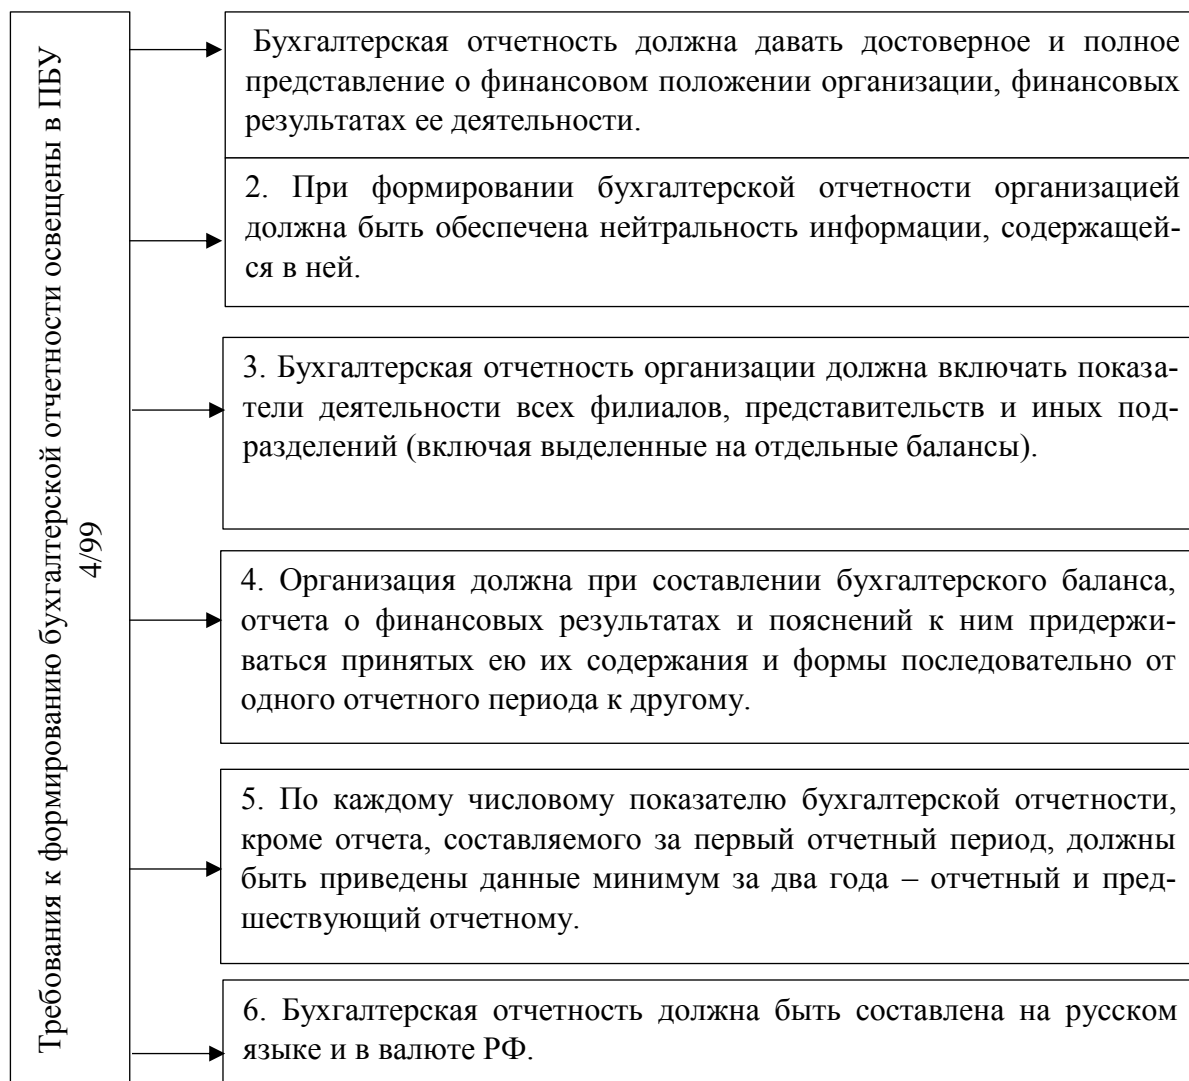 Требования к формированию бухгалтерской отчетности освещены в ПБУ
4/99
Бухгалтерская отчетность должна давать достоверное и полное
представление о финансовом положении организации, финансовых
результатах ее деятельности.
2. При формировании бухгалтерской отчетности организацией
должна быть обеспечена нейтральность информации, содержащей-
ся в ней.
3. Бухгалтерская отчетность организации должна включать показа-
тели деятельности всех филиалов, представительств и иных под-
разделений (включая выделенные на отдельные балансы).
4. Организация должна при составлении бухгалтерского баланса,
отчета о финансовых результатах и пояснений к ним придержи-
ваться принятых ею их содержания и формы последовательно от
одного отчетного периода к другому.
5. По каждому числовому показателю бухгалтерской отчетности,
кроме отчета, составляемого за первый отчетный период, должны
быть приведены данные минимум за два года – отчетный и пред-
шествующий отчетному.
6. Бухгалтерская отчетность должна быть составлена на русском
языке и в валюте РФ.